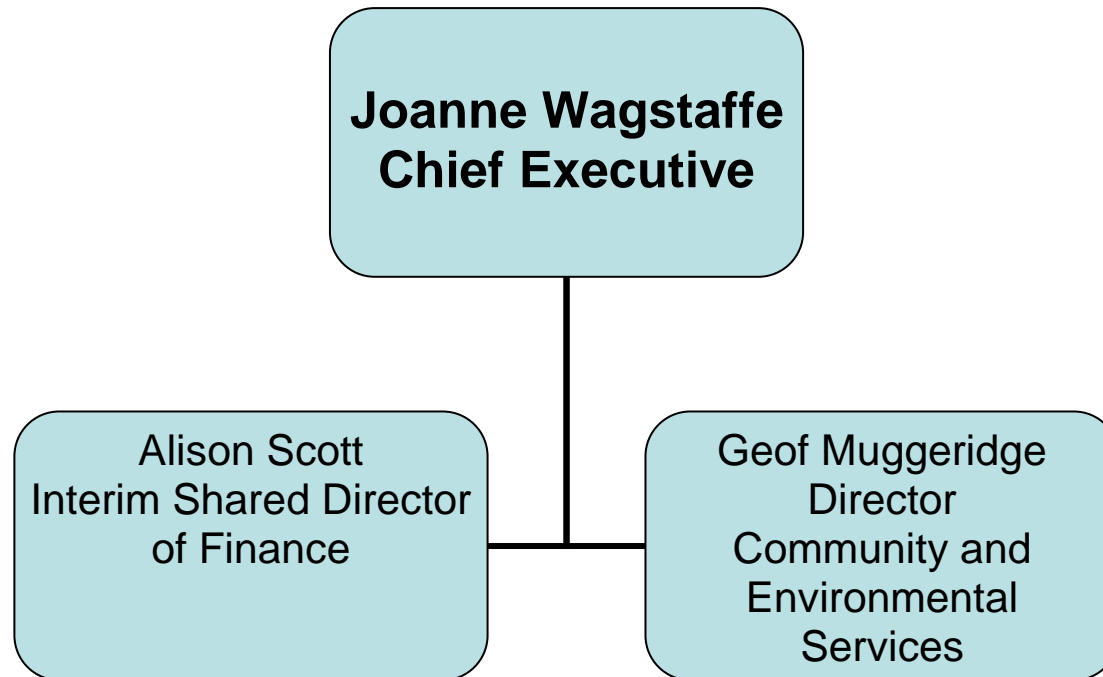 Joanne Wagstaffe
Chief Executive
Alison Scott
Interim Shared Director
of Finance
Geof Muggeridge
Director
Community and
Environmental
Services